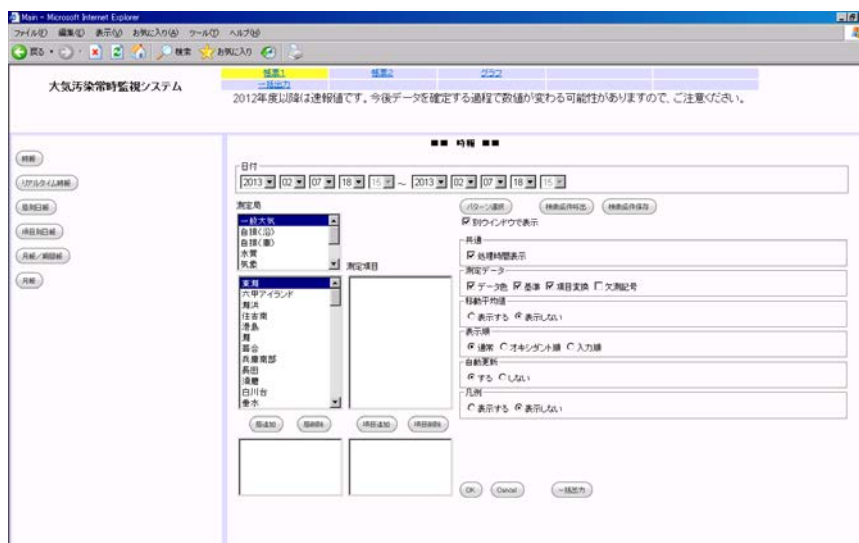 Main - Microsoft Internet Explorer
ファイル(F) 編集(E) 表示(V) お気に入り(A) ツール(T) ヘルプ(H)
戻る 検索 お気に入り
帳票1 帳票2 グラフ
一括出力
大気汚染常時監視システム
2012年度以降は速報値です。今後データを確定する過程で数値が変わる可能性がありますので、ご注意ください。
■■ 時報 ■■
時報
リアルタイム時報
局別日報
項目別日報
月報/期間報
月報
日付
2013 02 07 18 15 ~ 2013 02 07 18 15
測定局
一般大気
自排(沿)
自排(車)
水質
気象
測定項目
東灘
六甲アイランド
灘浜
住吉南
港島
灘
葺合
兵庫南部
長田
須磨
白川台
垂水
局追加 局削除 項目追加 項目削除
パターン選択 検索条件呼出 検索条件保存
別ウインドウで表示
共通
処理時間表示
測定データ
データ色 基準 項目変換 欠測記号
移動平均値
表示する 表示しない
表示順
通常 オキシダント順 入力順
自動更新
する しない
凡例
表示する 表示しない
OK Cancel 一括出力